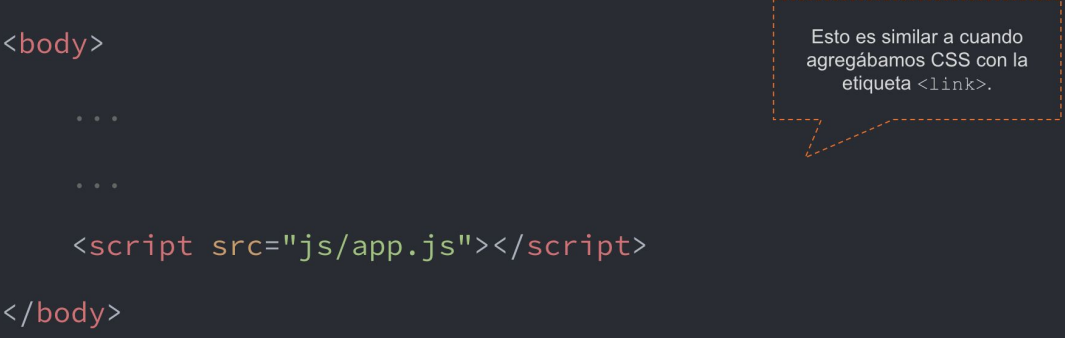 <body>
Esto es similar a cuando
agregábamos CSS con la
etiqueta <link>.
...
...
<script src="js/app.js"></script>
</body>